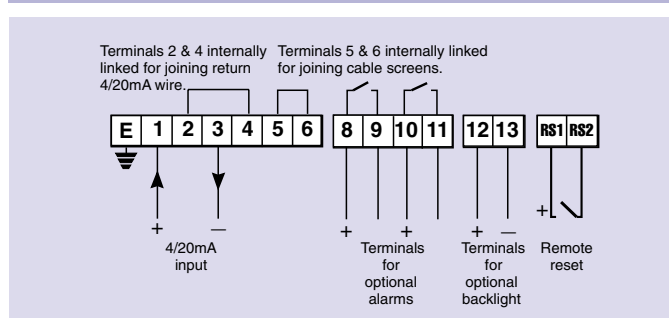 Terminals 2 & 4 internally
linked for joining return
4/20mA wire.
Terminals 5 & 6 internally linked
for joining cable screens.
E 1 2 3 4 5 6 8 9 10 11 12 13 RS1 RS2
+ — + + + — +
4/20mA
input
Terminals
for
optional
alarms
Terminals
for
optional
backlight
Remote
reset